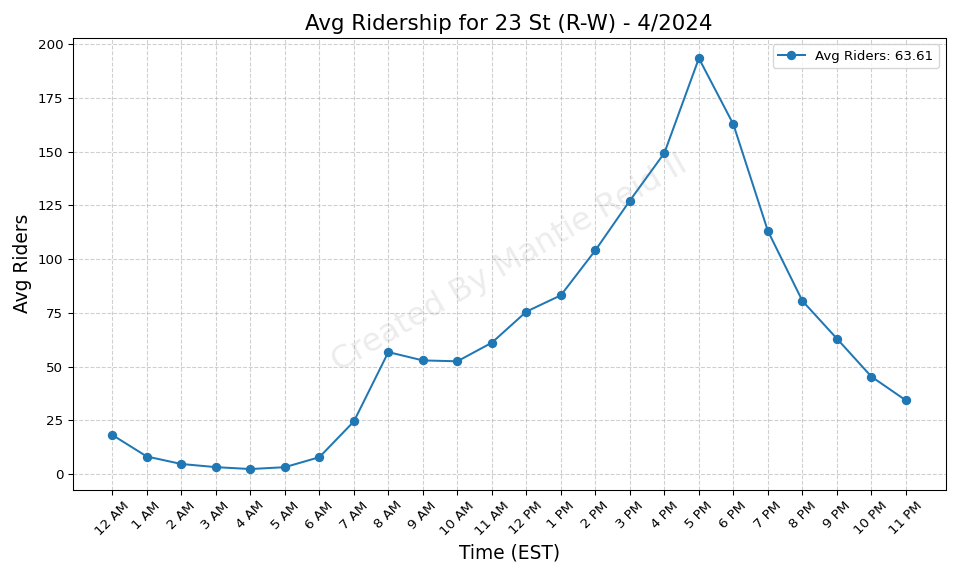 Avg Ridership for 23 St (R-W) - 4/2024
Avg Riders: 63.61
200
175
150
125
100
75
50
25
0
Avg Riders
Created By Mantle Reid II
12 AM
1 AM
2 AM
3 AM
4 AM
5 AM
6 AM
7 AM
8 AM
9 AM
10 AM
11 AM
12 PM
1 PM
2 PM
3 PM
4 PM
5 PM
6 PM
7 PM
8 PM
9 PM
10 PM
11 PM
Time (EST)